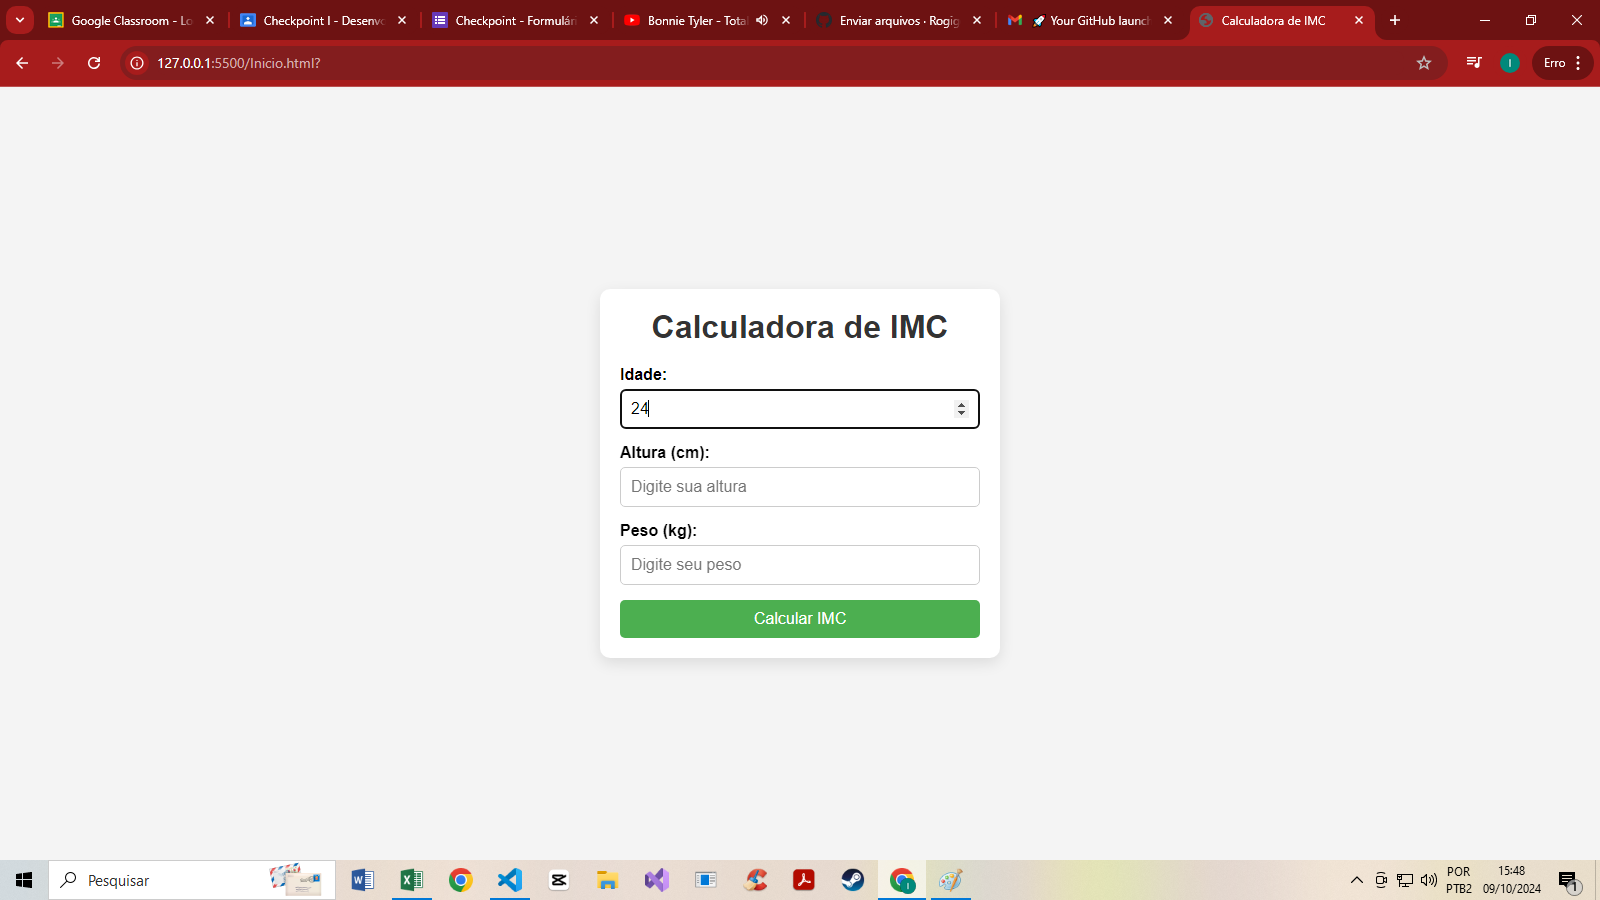 Google Classroom - Lo
Checkpoint I - Desenvo
Checkpoint - Formulári
Bonnie Tyler - Total
Enviar arquivos · Rogig
Your GitHub launch
Calculadora de IMC
127.0.0.1:5500/Inicio.html?
I
Erro
Calculadora de IMC
Idade:
24
Altura (cm):
Digite sua altura
Peso (kg):
Digite seu peso
Calcular IMC
Pesquisar
POR
PTB2
15:48
09/10/2024
1